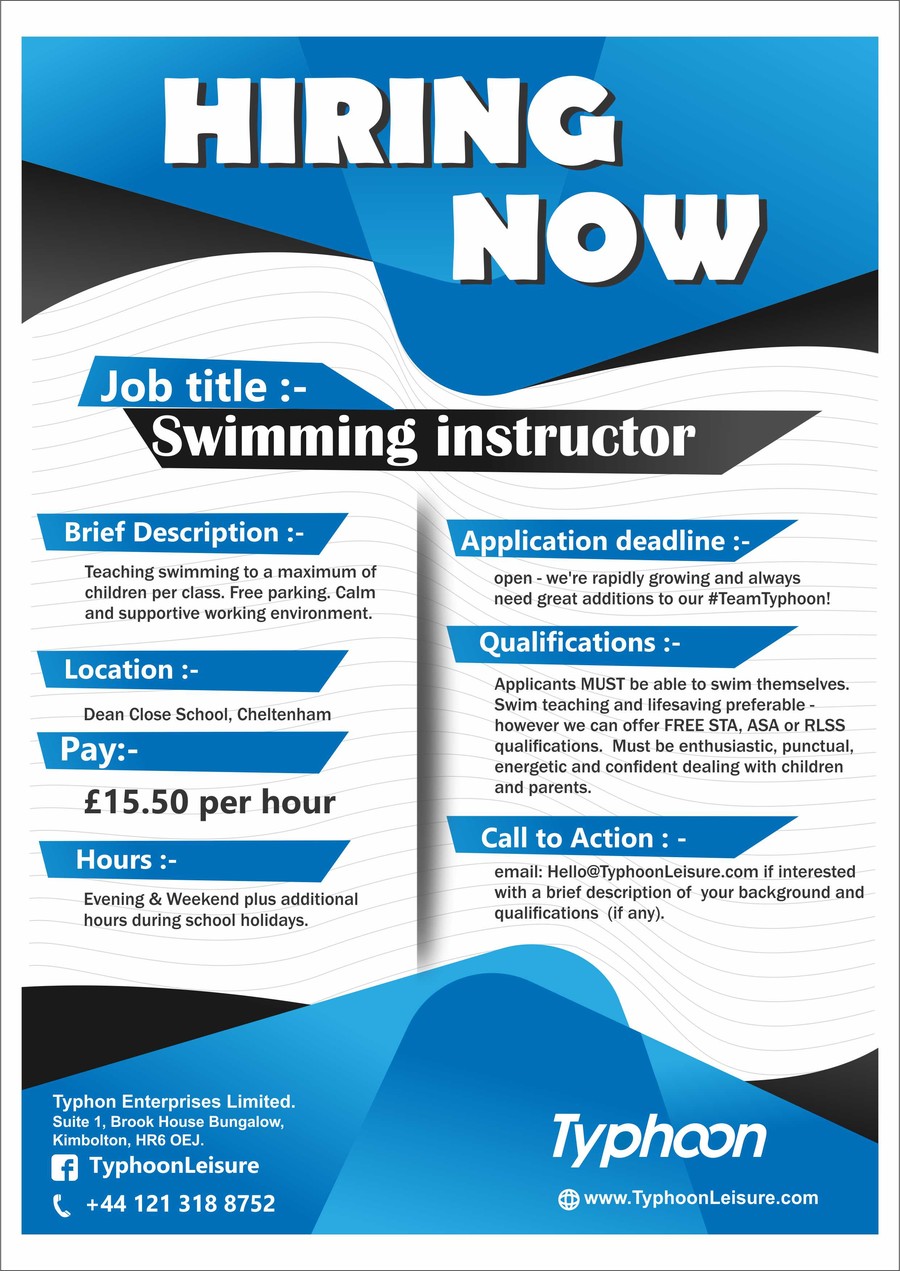 HIRING
NOW
Job title :-
Swimming instructor
Brief Description :-
Teaching swimming to a maximum of
children per class. Free parking. Calm
and supportive working environment.
Location :-
Dean Close School, Cheltenham
Pay:-
£15.50 per hour
Hours :-
Evening & Weekend plus additional
hours during school holidays.
Application deadline :-
open - we're rapidly growing and always
need great additions to our #TeamTyphoon!
Qualifications :-
Applicants MUST be able to swim themselves.
Swim teaching and lifesaving preferable -
however we can offer FREE STA, ASA or RLSS
qualifications. Must be enthusiastic, punctual,
energetic and confident dealing with children
and parents.
Call to Action : -
email: Hello@TyphoonLeisure.com if interested
with a brief description of your background and
qualifications (if any).
Typhon Enterprises Limited.
Suite 1, Brook House Bungalow,
Kimbolton, HR6 OEJ.
TyphoonLeisure
+44 121 318 8752
Typhoon
www.TyphoonLeisure.com